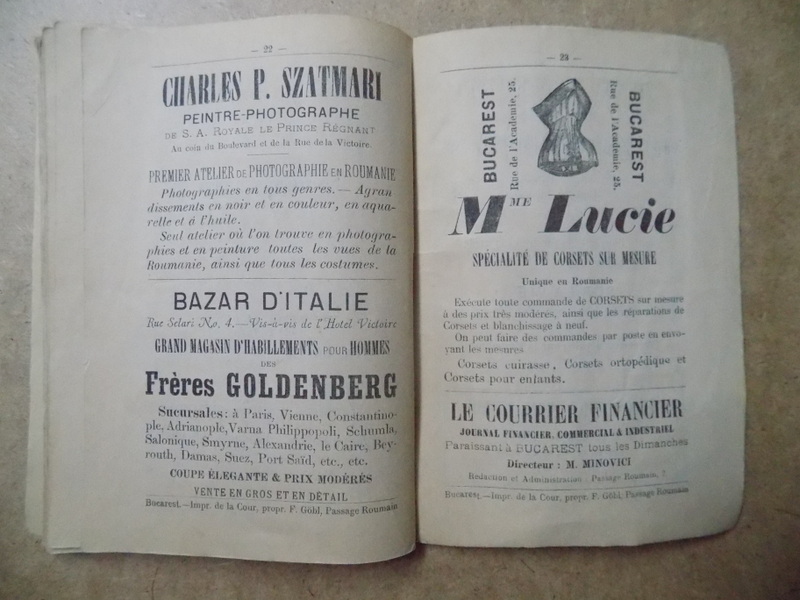 — 22 —
CHARLES P. SZATMARI
PEINTRE-PHOTOGRAPHE
DE S. A. ROYALE LE PRINCE RÉGNANT
Au coin du Boulevard et de la Rue de la Victoire.
PREMIER ATELIER DE PHOTOGRAPHIE EN ROUMANIE
Photographies en tous genres. — Agran
dissements en noir et en couleur, en aqua-
relle et à l'huile.
Seul atelier où l'on trouve en photogra-
phies et en peinture toutes les vues de la
Roumanie, ainsi que tous les costumes.
BAZAR D'ITALIE
Rue Selari No. 4.—Vis-à-vis de l'Hotel Victoire
GRAND MAGASIN D'HABILLEMENTS POUR HOMMES
DES
Frères GOLDENBERG
Sucursales: à Paris, Vienne, Constantino-
ple, Adrianople, Varna Philippopoli, Schumla,
Salonique, Smyrne, Alexandrie, le Caire, Bey-
routh, Damas, Suez, Port Saïd, etc., etc.
COUPE ÉLEGANTE & PRIX MODÉRÉS
VENTE EN GROS ET EN DÉTAIL
Bucarest.—Impr. de la Cour, propr. F. Göbl, Passage Roumain
— 23 —
BUCAREST
Rue de l'Academie, 25.
Rue de l'Academie, 25.
BUCAREST
MME Lucie
SPÉCIALITÉ DE CORSETS SUR MESURE
Unique en Roumanie
Exécute toute commande de CORSETS sur mesure
à des prix très moderés, ainsi que les réparations de
Corsets et blanchissage à neuf.
On peut faire des commandes par poste en envo-
yant les mesures
Corsets cuirasse, Corsets ortopédique et
Corsets pour enfants.
LE COURRIER FINANCIER
JOURNAL FINANCIER, COMMERCIAL & INDUSTRIEL
Paraissant à BUCAREST tous les Dimanches
Directeur: M. MINOVICI
Redaction et Administration: Passage Roumain,
Bucarest.—Impr. de la Cour, propr. F. Göbl, Passage Roumain